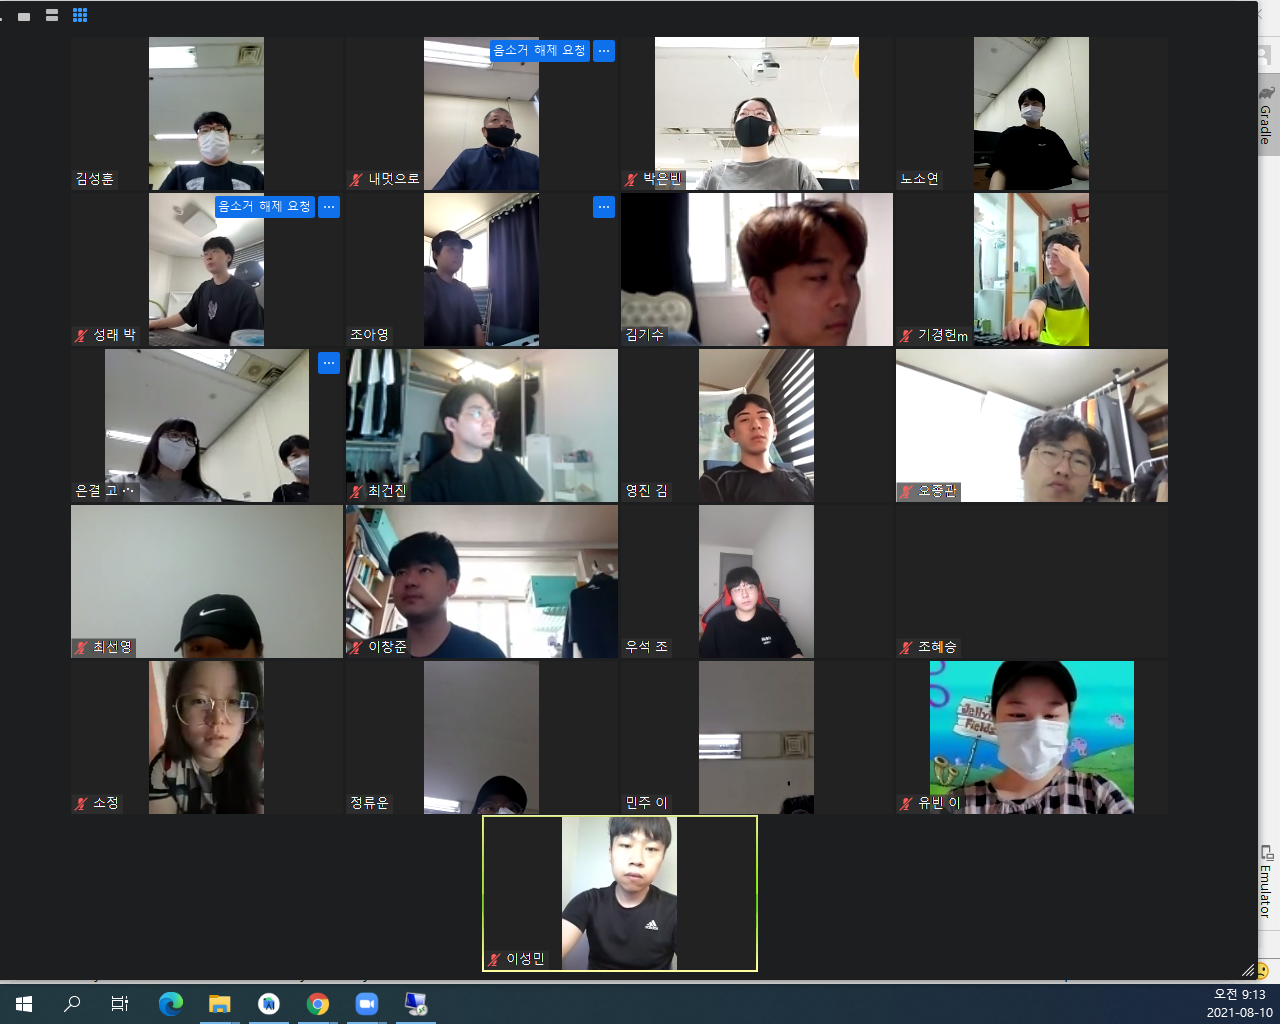 음소거 해제 요청
김성훈
내멋으로
박은빈
노소연
음소거 해제 요청
성래 박
조아영
김기수
기경헌m
은결 고 ...
최건진
영진 김
오종관
최선영
이창준
우석 조
조혜승
소정
정류운
민주 이
Jelly
Fields
유빈 이
adidas
이성민
Gradle
Emulator
오전 9:13
2021-08-10